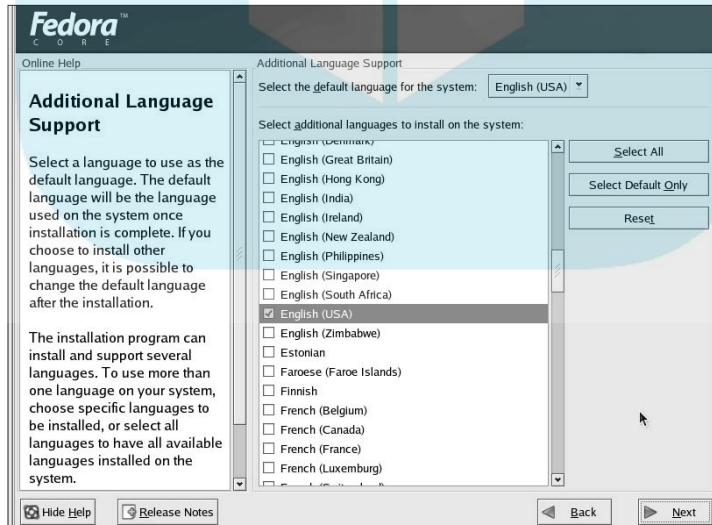 Fedora™
CORE
Online Help
Additional Language
Support
Select a language to use as the
default language. The default
language will be the language
used on the system once
installation is complete. If you
choose to install other
languages, it is possible to
change the default language
after the installation.
The installation program can
install and support several
languages. To use more than
one language on your system,
choose specific languages to
be installed, or select all
languages to have all available
languages installed on the
system.
Additional Language Support
Select the default language for the system: English (USA)
Select additional languages to install on the system:
English (Denmark)
English (Great Britain)
English (Hong Kong)
English (India)
English (Ireland)
English (New Zealand)
English (Philippines)
English (Singapore)
English (South Africa)
English (USA)
English (Zimbabwe)
Estonian
Faroese (Faroe Islands)
Finnish
French (Belgium)
French (Canada)
French (France)
French (Luxemburg)
Select All
Select Default Only
Reset
Hide Help
Release Notes
Back
Next